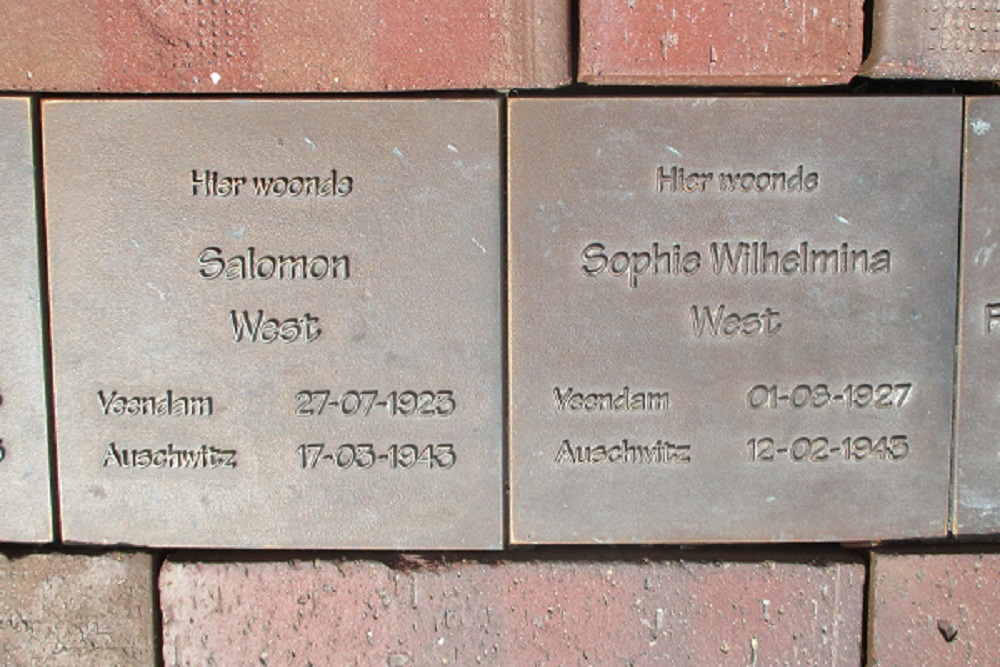 Hier woonde
Salomon
West
Veendam 27-07-1923
Auschwitz 17-03-1943
Hier woonde
Sophie Wilhelmina
West
Veendam 01-08-1927
Auschwitz 12-02-1943